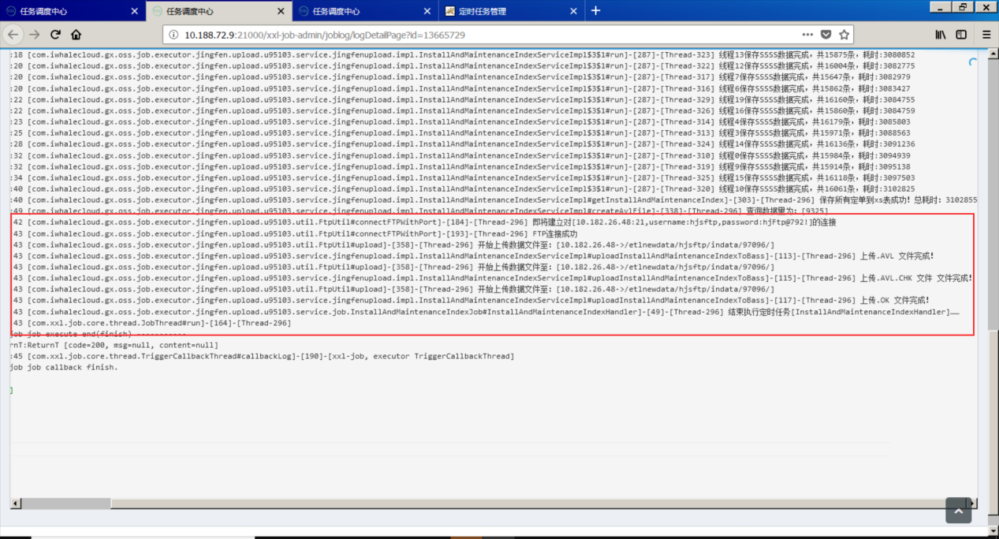 任务调度中心 任务调度中心 任务调度中心 定时任务管理
10.188.72.9:21000/xxl-job-admin/joblog/logDetailPage?id=13665729
:18 [com.iwhalecloud.gx.oss.job.executor.jingfen.upload.u95103.service.jingfenupload.impl.InstallAndMaintenanceIndexServiceImpl$3$1#run]-[287]-[Thread-323] 线程13保存SSSS数据完成，共15875条，耗时:3080852
:20 [com.iwhalecloud.gx.oss.job.executor.jingfen.upload.u95103.service.jingfenupload.impl.InstallAndMaintenanceIndexServiceImpl$3$1#run]-[287]-[Thread-322] 线程12保存SSSS数据完成，共16004条，耗时:3082775
:20 [com.iwhalecloud.gx.oss.job.executor.jingfen.upload.u95103.service.jingfenupload.impl.InstallAndMaintenanceIndexServiceImpl$3$1#run]-[287]-[Thread-317] 线程7保存SSSS数据完成，共15647条，耗时:3082979
:20 [com.iwhalecloud.gx.oss.job.executor.jingfen.upload.u95103.service.jingfenupload.impl.InstallAndMaintenanceIndexServiceImpl$3$1#run]-[287]-[Thread-316] 线程6保存SSSS数据完成，共15862条，耗时:3083427
:22 [com.iwhalecloud.gx.oss.job.executor.jingfen.upload.u95103.service.jingfenupload.impl.InstallAndMaintenanceIndexServiceImpl$3$1#run]-[287]-[Thread-329] 线程19保存SSSS数据完成，共16160条，耗时:3084755
:22 [com.iwhalecloud.gx.oss.job.executor.jingfen.upload.u95103.service.jingfenupload.impl.InstallAndMaintenanceIndexServiceImpl$3$1#run]-[287]-[Thread-326] 线程16保存SSSS数据完成，共15860条，耗时:3084759
:23 [com.iwhalecloud.gx.oss.job.executor.jingfen.upload.u95103.service.jingfenupload.impl.InstallAndMaintenanceIndexServiceImpl$3$1#run]-[287]-[Thread-314] 线程4保存SSSS数据完成，共16179条，耗时:3085803
:25 [com.iwhalecloud.gx.oss.job.executor.jingfen.upload.u95103.service.jingfenupload.impl.InstallAndMaintenanceIndexServiceImpl$3$1#run]-[287]-[Thread-313] 线程3保存SSSS数据完成，共15971条，耗时:3088563
:28 [com.iwhalecloud.gx.oss.job.executor.jingfen.upload.u95103.service.jingfenupload.impl.InstallAndMaintenanceIndexServiceImpl$3$1#run]-[287]-[Thread-324] 线程14保存SSSS数据完成，共16136条，耗时:3091236
:32 [com.iwhalecloud.gx.oss.job.executor.jingfen.upload.u95103.service.jingfenupload.impl.InstallAndMaintenanceIndexServiceImpl$3$1#run]-[287]-[Thread-310] 线程0保存SSSS数据完成，共15984条，耗时:3094939
:32 [com.iwhalecloud.gx.oss.job.executor.jingfen.upload.u95103.service.jingfenupload.impl.InstallAndMaintenanceIndexServiceImpl$3$1#run]-[287]-[Thread-319] 线程9保存SSSS数据完成，共15914条，耗时:3095138
:34 [com.iwhalecloud.gx.oss.job.executor.jingfen.upload.u95103.service.jingfenupload.impl.InstallAndMaintenanceIndexServiceImpl$3$1#run]-[287]-[Thread-325] 线程15保存SSSS数据完成，共16118条，耗时:3097503
:40 [com.iwhalecloud.gx.oss.job.executor.jingfen.upload.u95103.service.jingfenupload.impl.InstallAndMaintenanceIndexServiceImpl$3$1#run]-[287]-[Thread-320] 线程10保存SSSS数据完成，共16061条，耗时:3102825
:40 [com.iwhalecloud.gx.oss.job.executor.jingfen.upload.u95103.service.jingfenupload.impl.InstallAndMaintenanceIndexServiceImpl#getInstallAndMaintenanceIndex]-[303]-[Thread-296] 保存所有定单到xs表成功！总耗时：3102855
:49 [com.iwhalecloud.gx.oss.job.executor.jingfen.upload.u95103.service.jingfenupload.impl.InstallAndMaintenanceIndexServiceImpl#createAvlFile]-[338]-[Thread-296] 查询数据量为：[9325]
42 [com.iwhalecloud.gx.oss.job.executor.jingfen.upload.u95103.util.FtpUtil#connectFTPWithPort]-[184]-[Thread-296] 即将建立对[10.182.26.48:21,username:hjsftp,password:hjFtp@792!]的连接
43 [com.iwhalecloud.gx.oss.job.executor.jingfen.upload.u95103.util.FtpUtil#connectFTPWithPort]-[193]-[Thread-296] FTP连接成功
43 [com.iwhalecloud.gx.oss.job.executor.jingfen.upload.u95103.util.FtpUtil#upload]-[358]-[Thread-296] 开始上传数据文件至：[10.182.26.48->/etlnewdata/hjsftp/indata/97096/]
43 [com.iwhalecloud.gx.oss.job.executor.jingfen.upload.u95103.service.jingfenupload.impl.InstallAndMaintenanceIndexServiceImpl#uploadInstallAndMaintenanceIndexToBass]-[113]-[Thread-296] 上传.AVL 文件完成！
43 [com.iwhalecloud.gx.oss.job.executor.jingfen.upload.u95103.util.FtpUtil#upload]-[358]-[Thread-296] 开始上传数据文件至：[10.182.26.48->/etlnewdata/hjsftp/indata/97096/]
43 [com.iwhalecloud.gx.oss.job.executor.jingfen.upload.u95103.service.jingfenupload.impl.InstallAndMaintenanceIndexServiceImpl#uploadInstallAndMaintenanceIndexToBass]-[115]-[Thread-296] 上传.AVL.CHK 文件 文件完成！
43 [com.iwhalecloud.gx.oss.job.executor.jingfen.upload.u95103.util.FtpUtil#upload]-[358]-[Thread-296] 开始上传数据文件至：[10.182.26.48->/etlnewdata/hjsftp/indata/97096/]
43 [com.iwhalecloud.gx.oss.job.executor.jingfen.upload.u95103.service.jingfenupload.impl.InstallAndMaintenanceIndexServiceImpl#uploadInstallAndMaintenanceIndexToBass]-[117]-[Thread-296] 上传.OK 文件完成！
43 [com.iwhalecloud.gx.oss.job.executor.jingfen.upload.u95103.service.job.InstallAndMaintenanceIndexJob#InstallAndMaintenanceIndexHandler]-[49]-[Thread-296] 结束执行定时任务[InstallAndMaintenanceIndexHandler]……
43 [com.xxl.job.core.thread.JobThread#run]-[164]-[Thread-296]
job job execute end(finish) -----------
rnT:ReturnT [code=200, msg=null, content=null]
:45 [com.xxl.job.core.thread.TriggerCallbackThread#callbackLog]-[190]-[xxl-job, executor TriggerCallbackThread]
job job callback finish.
]